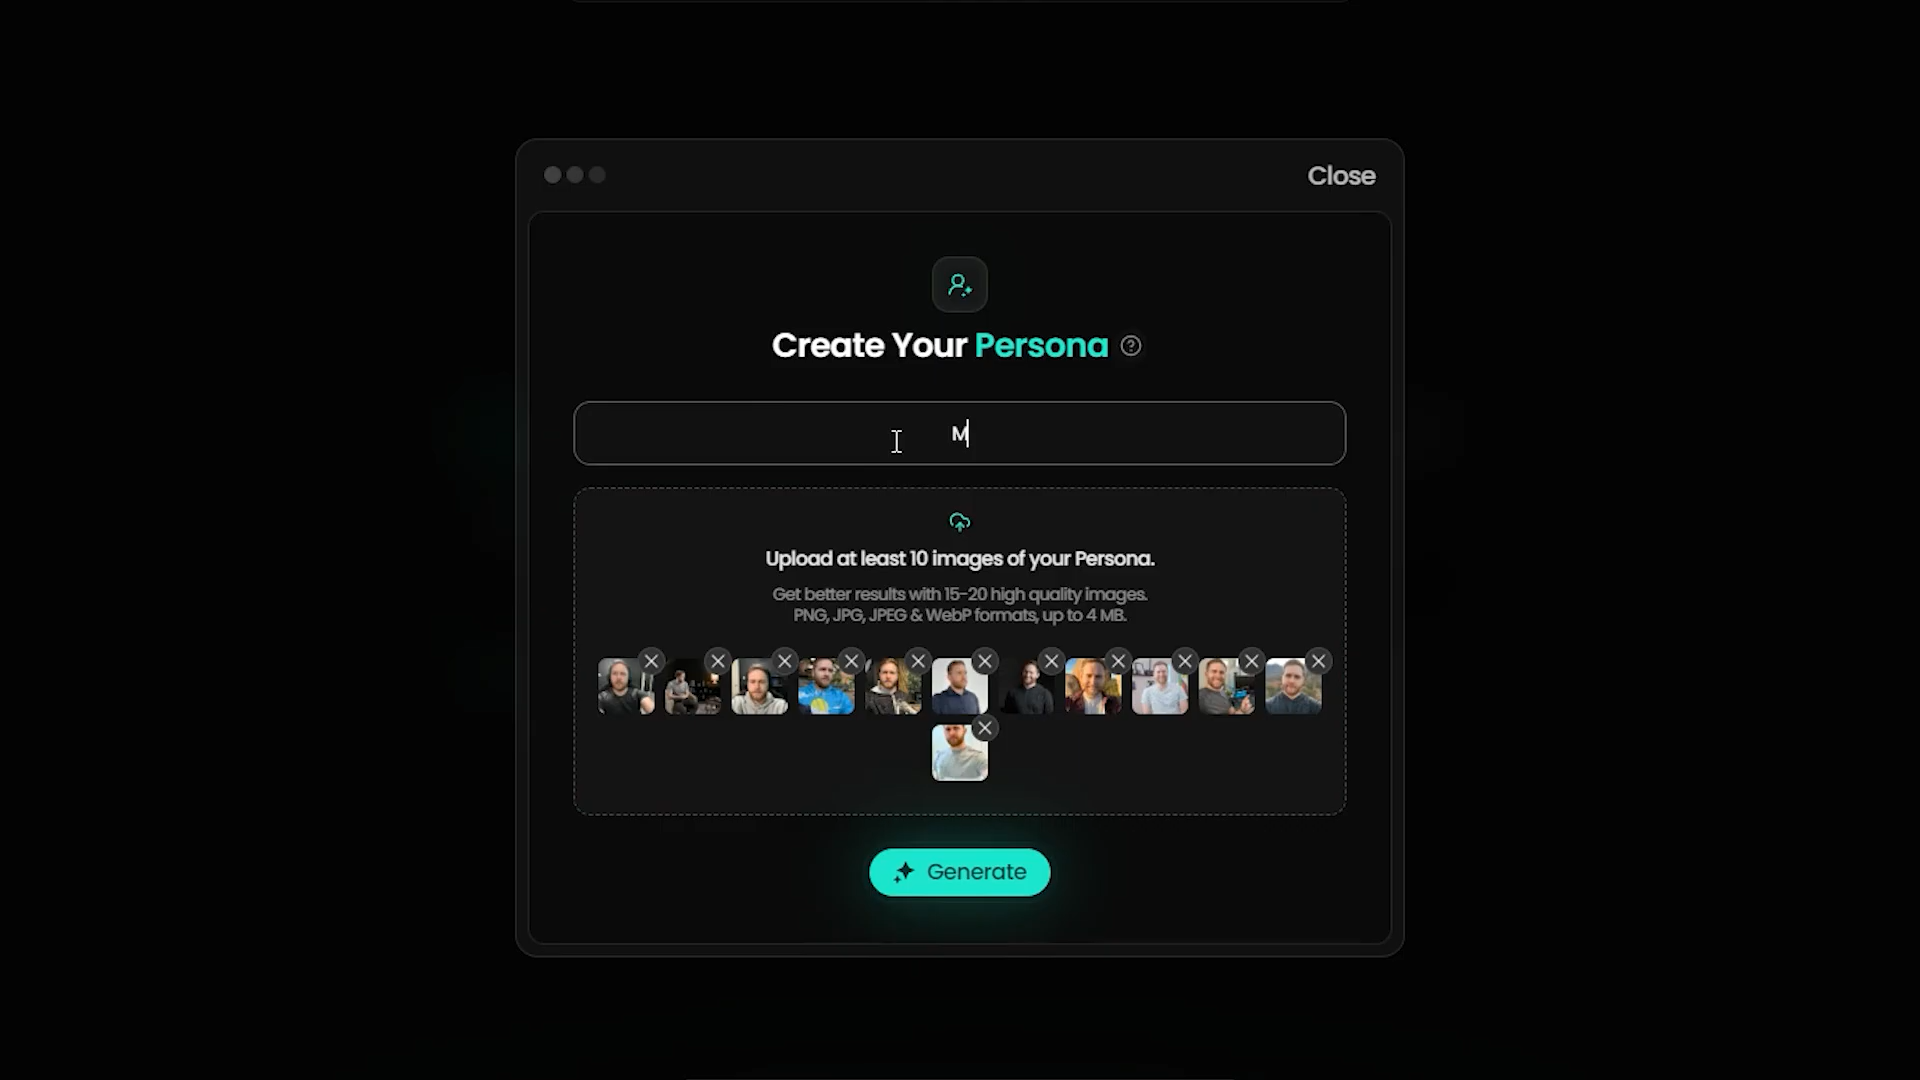 Close
Create Your Persona
M
Upload at least 10 images of your Persona.
Get better results with 15-20 high quality images.
PNG, JPG, JPEG & WebP formats, up to 4 MB.
Generate